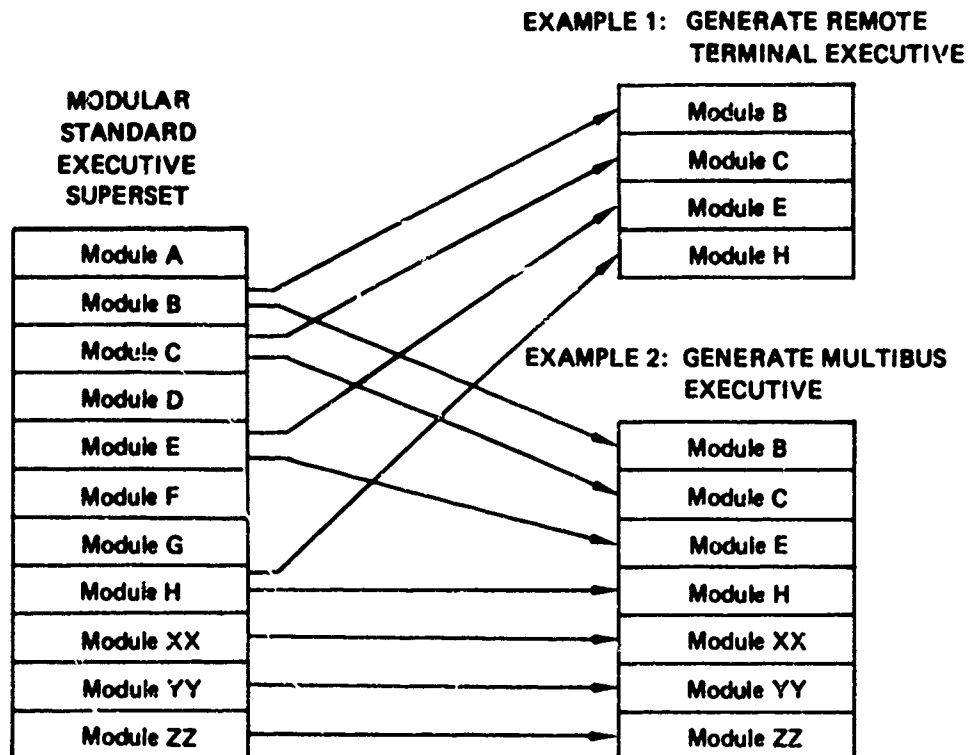 EXAMPLE 1: GENERATE REMOTE
TERMINAL EXECUTIVE
MODULAR
STANDARD
EXECUTIVE
SUPERSET
Module A
Module B
Module C
Module D
Module E
Module F
Module G
Module H
Module XX
Module YY
Module ZZ
Module B
Module C
Module E
Module H
EXAMPLE 2: GENERATE MULTIBUS
EXECUTIVE
Module B
Module C
Module E
Module H
Module XX
Module YY
Module ZZ